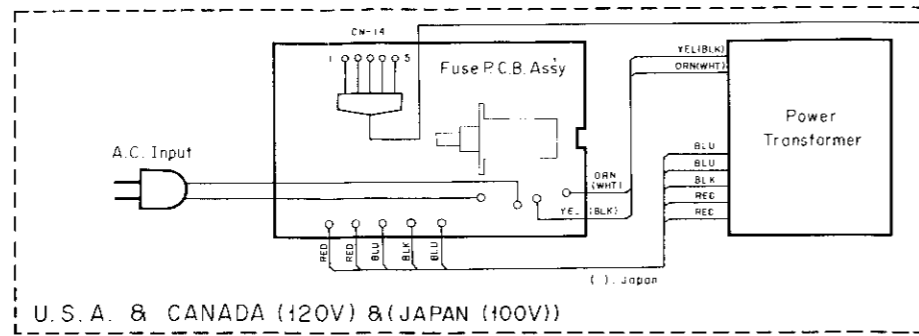 CN-14
1 5
Fuse P.C.B. Ass'y
YEL(BLK)
ORN(WHT)
Power
Transformer
A.C. Input
BLU
BLU
BLK
RED
RED
ORN
(WHT)
YEL (BLK)
RED
RED
BLU
BLK
BLU
( ). Japan
U.S.A. & CANADA (120V) &(JAPAN (100V))